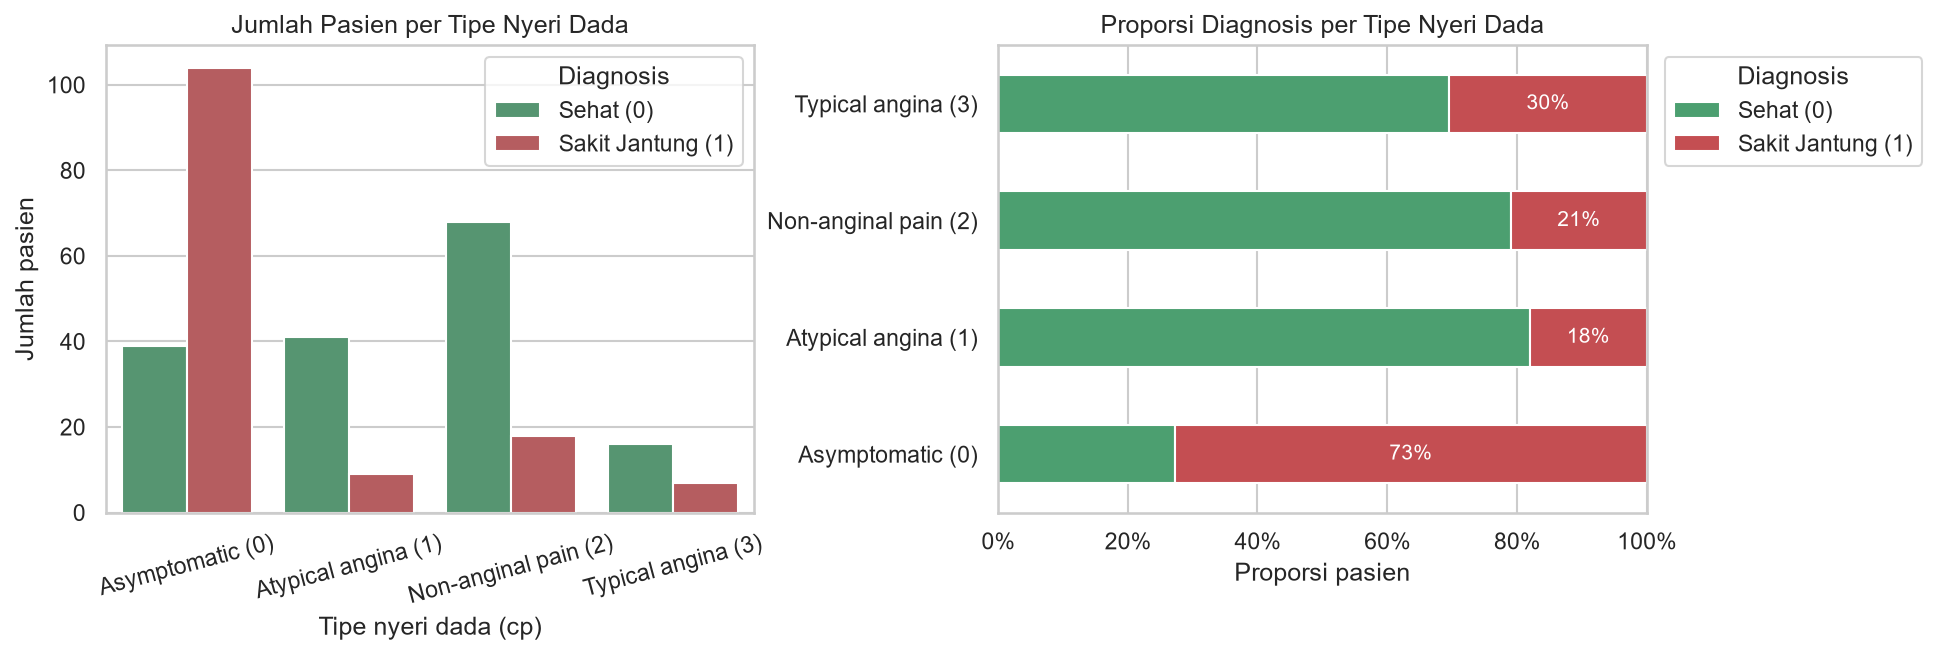 Jumlah Pasien per Tipe Nyeri Dada
Jumlah pasien
100
80
60
40
20
0
Diagnosis
Sehat (0)
Sakit Jantung (1)
Asymptomatic (0)
Atypical angina (1)
Non-anginal pain (2)
Typical angina (3)
Tipe nyeri dada (cp)
Proporsi Diagnosis per Tipe Nyeri Dada
Typical angina (3)
30%
Non-anginal pain (2)
21%
Atypical angina (1)
18%
Asymptomatic (0)
73%
0% 20% 40% 60% 80% 100%
Proporsi pasien
Diagnosis
Sehat (0)
Sakit Jantung (1)